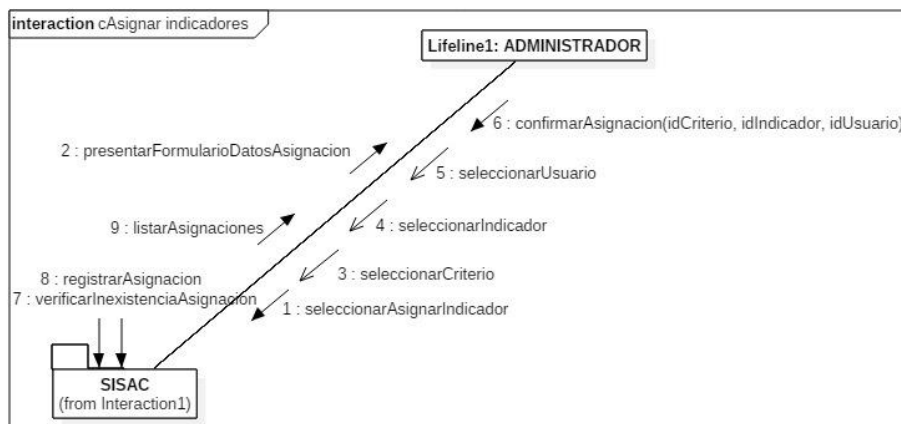 interaction cAsignar indicadores
Lifeline1: ADMINISTRADOR
6 : confirmarAsignacion(idCriterio, idIndicador, idUsuario)
2 : presentarFormularioDatosAsignacion
5 : seleccionarUsuario
9 : listarAsignaciones
4 : seleccionarIndicador
3 : seleccionarCriterio
8 : registrarAsignacion
7 : verificarInexistenciaAsignacion
1 : seleccionarAsignarIndicador
SISAC
(from Interaction1)